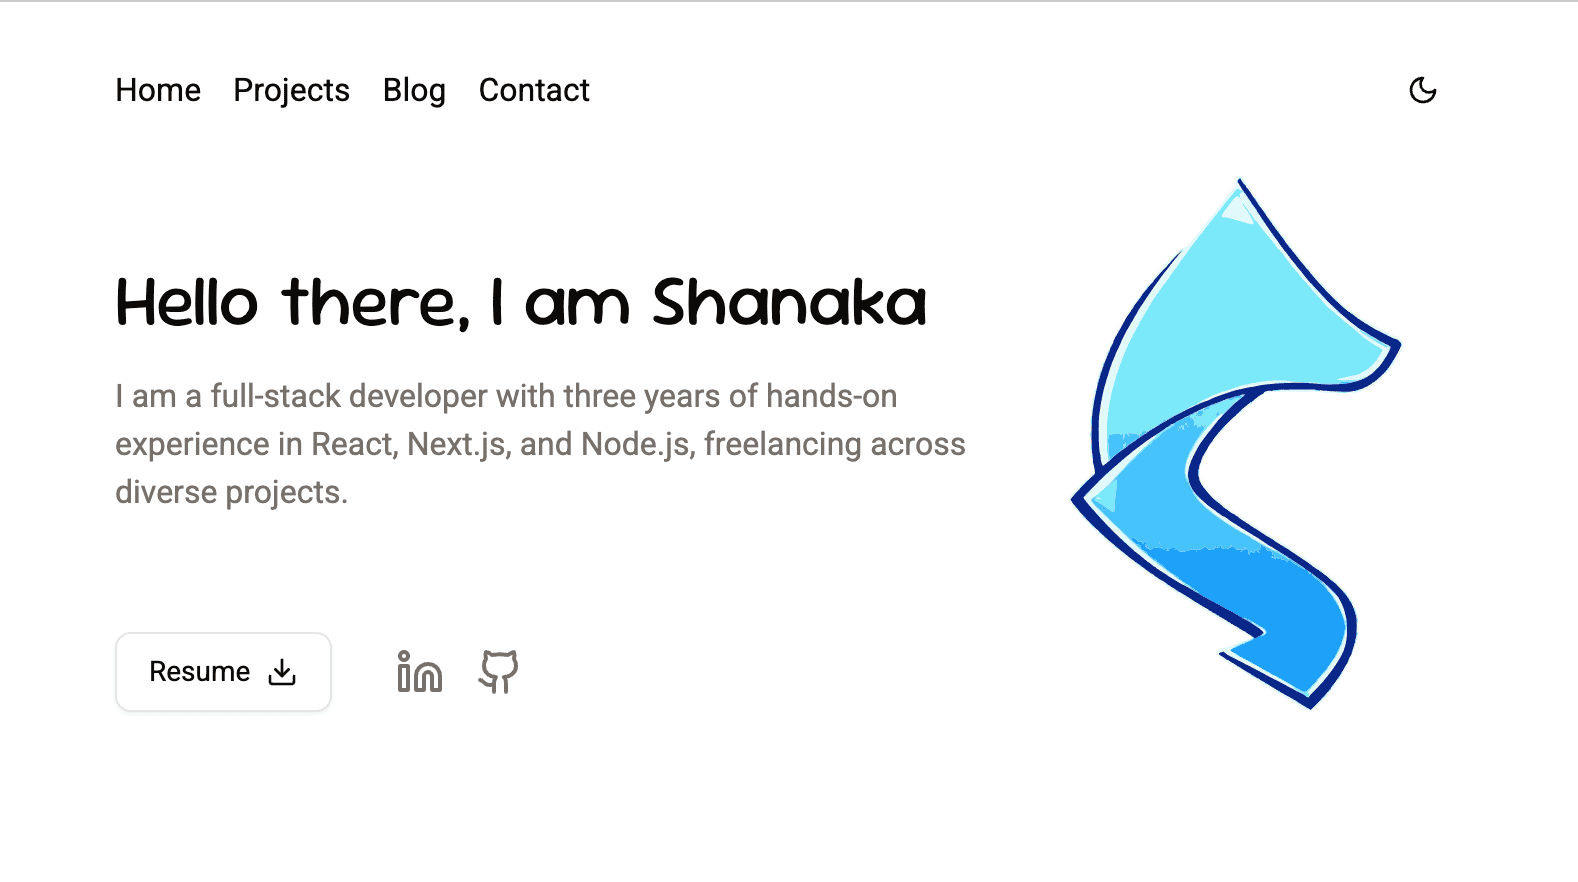 Home Projects Blog Contact
Hello there, I am Shanaka
I am a full-stack developer with three years of hands-on
experience in React, Next.js, and Node.js, freelancing across
diverse projects.
Resume